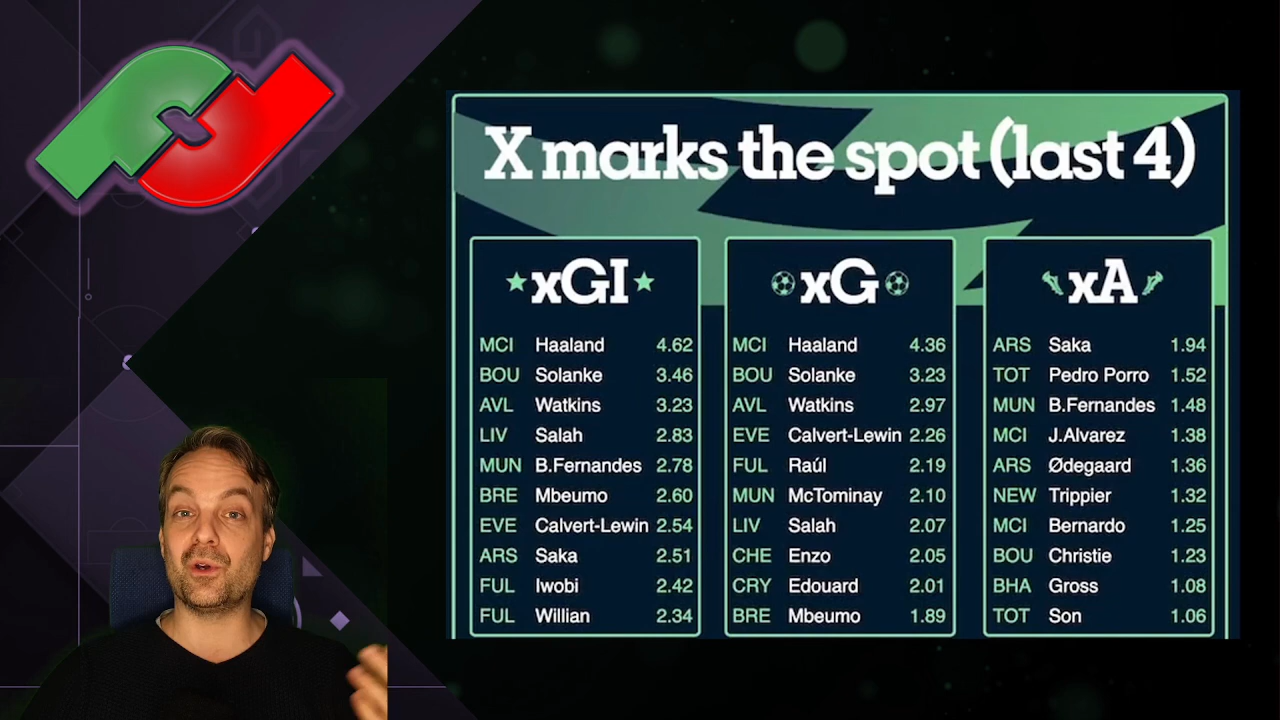 X marks the spot (last 4)
xGI
MCI Haaland 4.62
BOU Solanke 3.46
AVL Watkins 3.23
LIV Salah 2.83
MUN B.Fernandes 2.78
BRE Mbeumo 2.60
EVE Calvert-Lewin 2.54
ARS Saka 2.51
FUL Iwobi 2.42
FUL Willian 2.34
xG
MCI Haaland 4.36
BOU Solanke 3.23
AVL Watkins 2.97
EVE Calvert-Lewin 2.26
FUL Raúl 2.19
MUN McTominay 2.10
LIV Salah 2.07
CHE Enzo 2.05
CRY Edouard 2.01
BRE Mbeumo 1.89
xA
ARS Saka 1.94
TOT Pedro Porro 1.52
MUN B.Fernandes 1.48
MCI J.Alvarez 1.38
ARS Ødegaard 1.36
NEW Trippier 1.32
MCI Bernardo 1.25
BOU Christie 1.23
BHA Gross 1.08
TOT Son 1.06